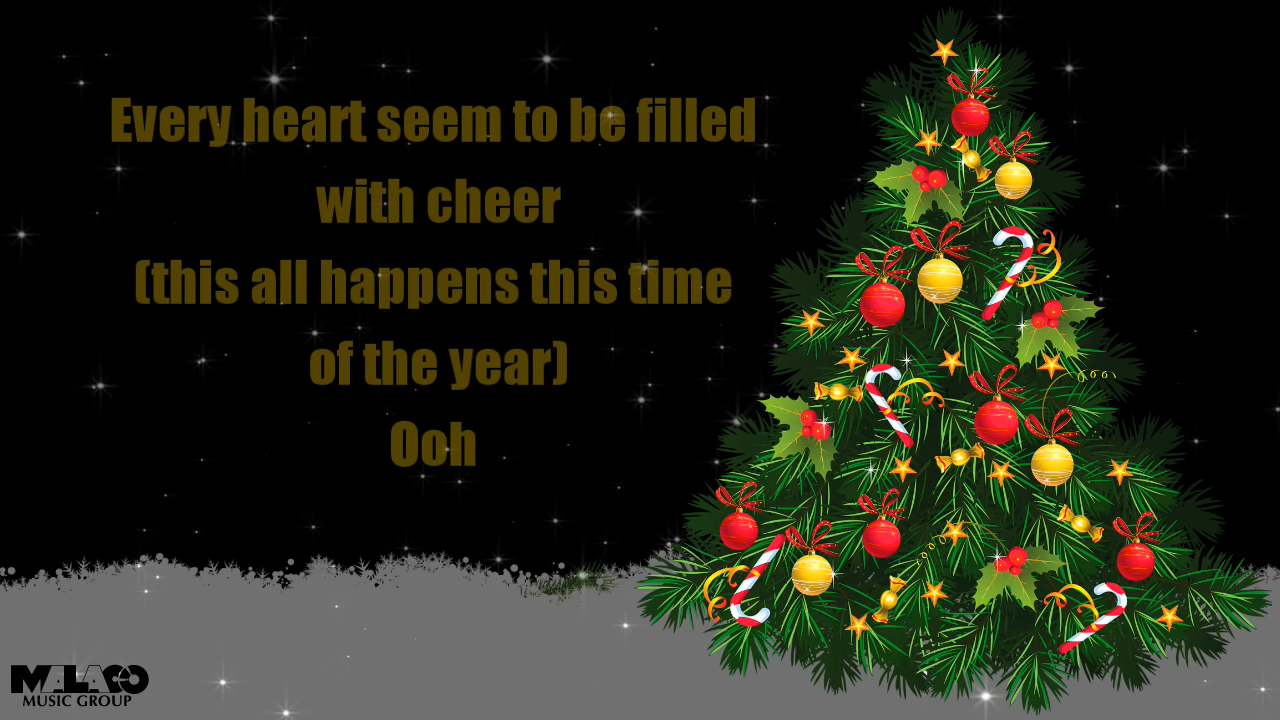 Every heart seem to be filled
with cheer
(this all happens this time
of the year)
Ooh
MALACO
MUSIC GROUP